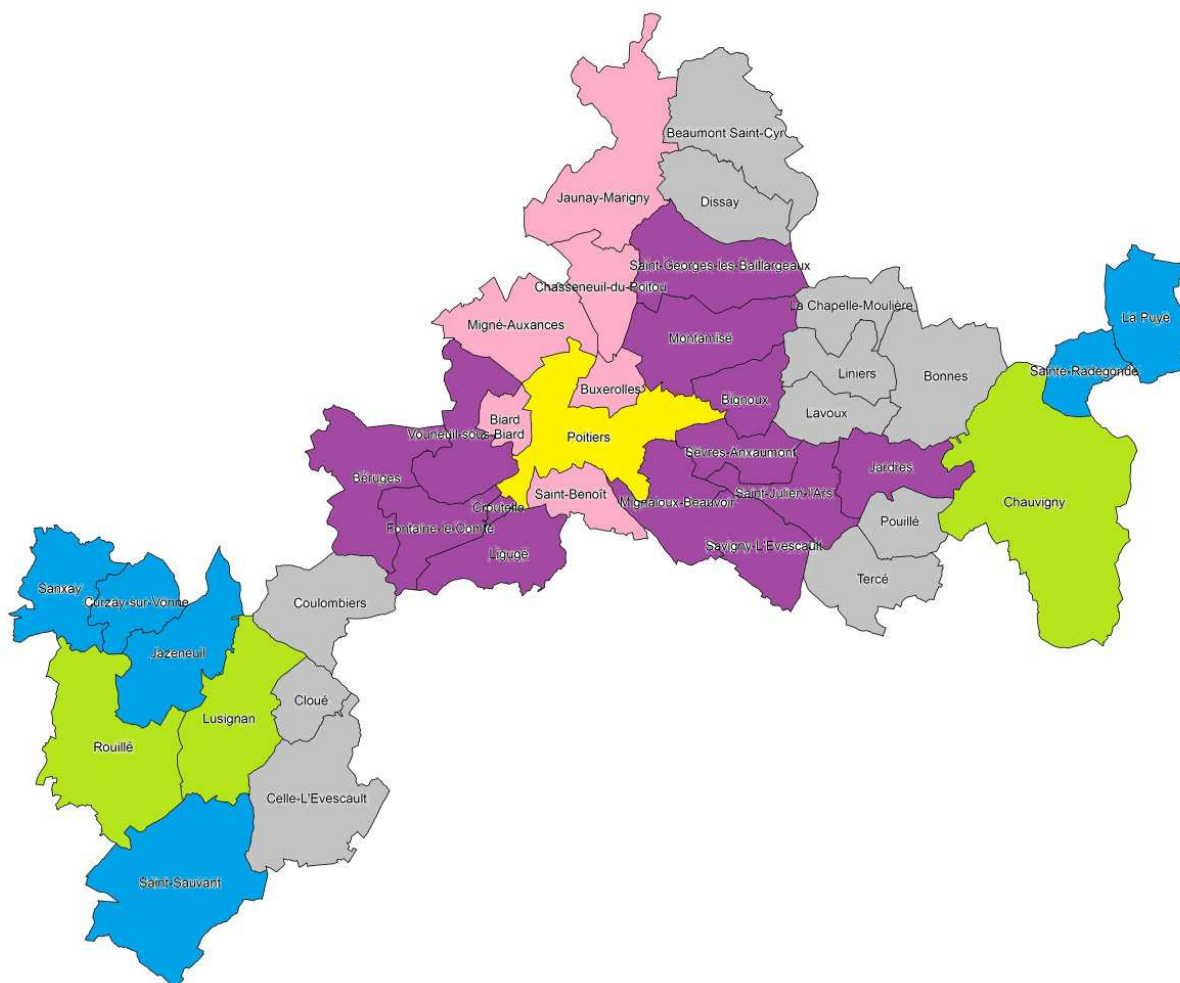 Beaumont Saint-Cyr
Jaunay-Marigny
Dissay
Saint-Georges-les-Baillargeaux
Chasseneuil-du-Poitou
La Chapelle-Moulière
La Puye
Migné-Auxances
Montamisé
Sainte-Radegonde
Liniers
Bonnes
Buxerolles
Bignoux
Lavoux
Biard
Vouneuil-sous-Biard
Poitiers
Sèvres-Anxaumont
Béruges
Jardres
Saint-Benoît
Mignaloux-Beauvoir
Saint-Julien-l'Ars
Chauvigny
Croutelle
Fontaine-le-Comte
Pouillé
Ligugé
Savigny-L'Evescault
Tercé
Sanxay
Curzay-sur-Vonne
Coulombiers
Jazeneuil
Cloué
Lusignan
Rouillé
Celle-L'Evescault
Saint-Sauvant